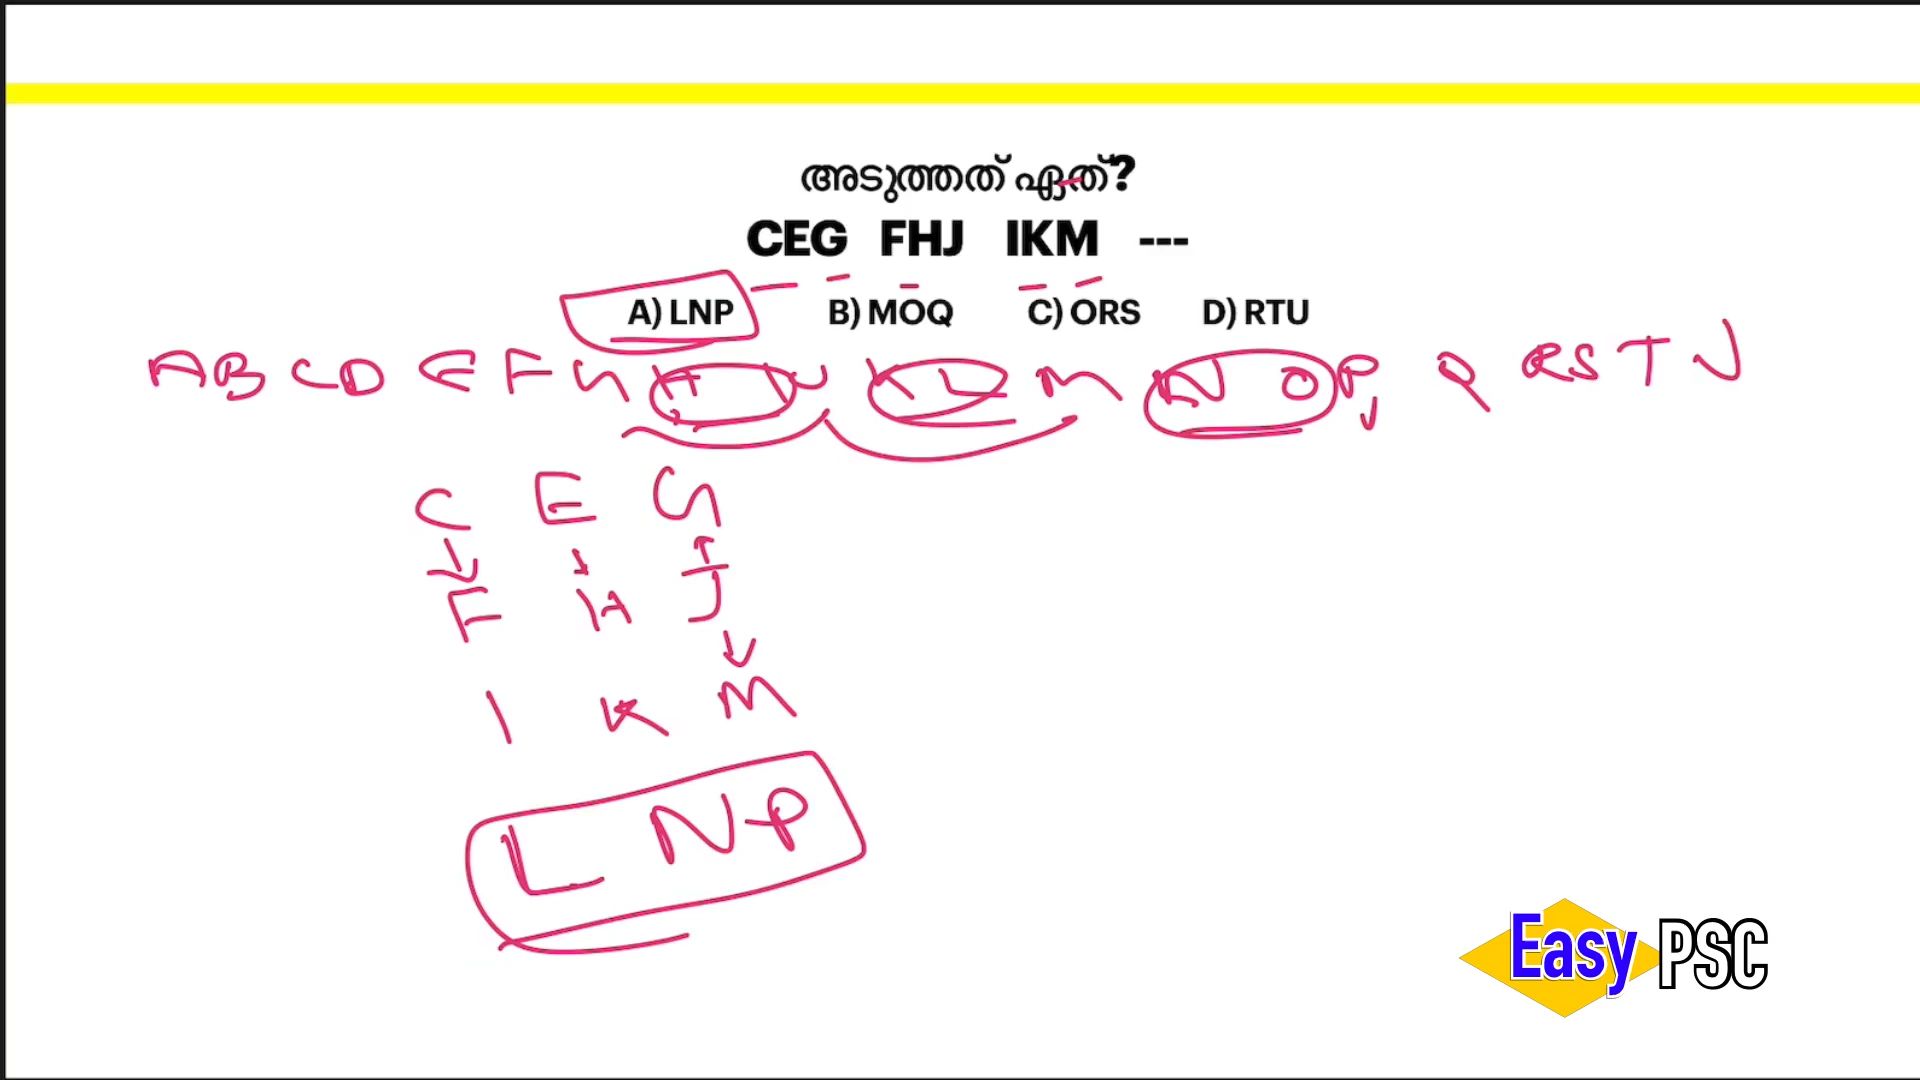 അടുത്തത് ഏത്?
CEG FHJ IKM ---
A) LNP B) MOQ C) ORS D) RTU
A B C D E F G H I J K L M N O P Q R S T U
C E G
F H J
I K M
L N P
Easy PSC